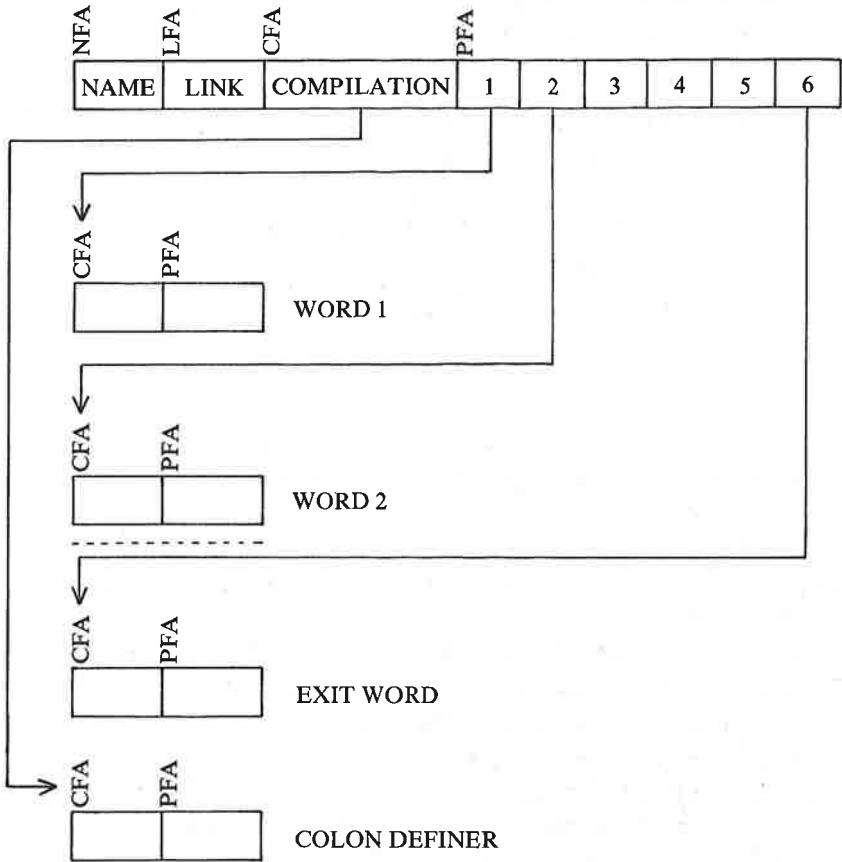 NFA LFA CFA PFA
NAME LINK COMPILATION 1 2 3 4 5 6
CFA PFA
WORD 1
CFA PFA
WORD 2
CFA PFA
EXIT WORD
CFA PFA
COLON DEFINER